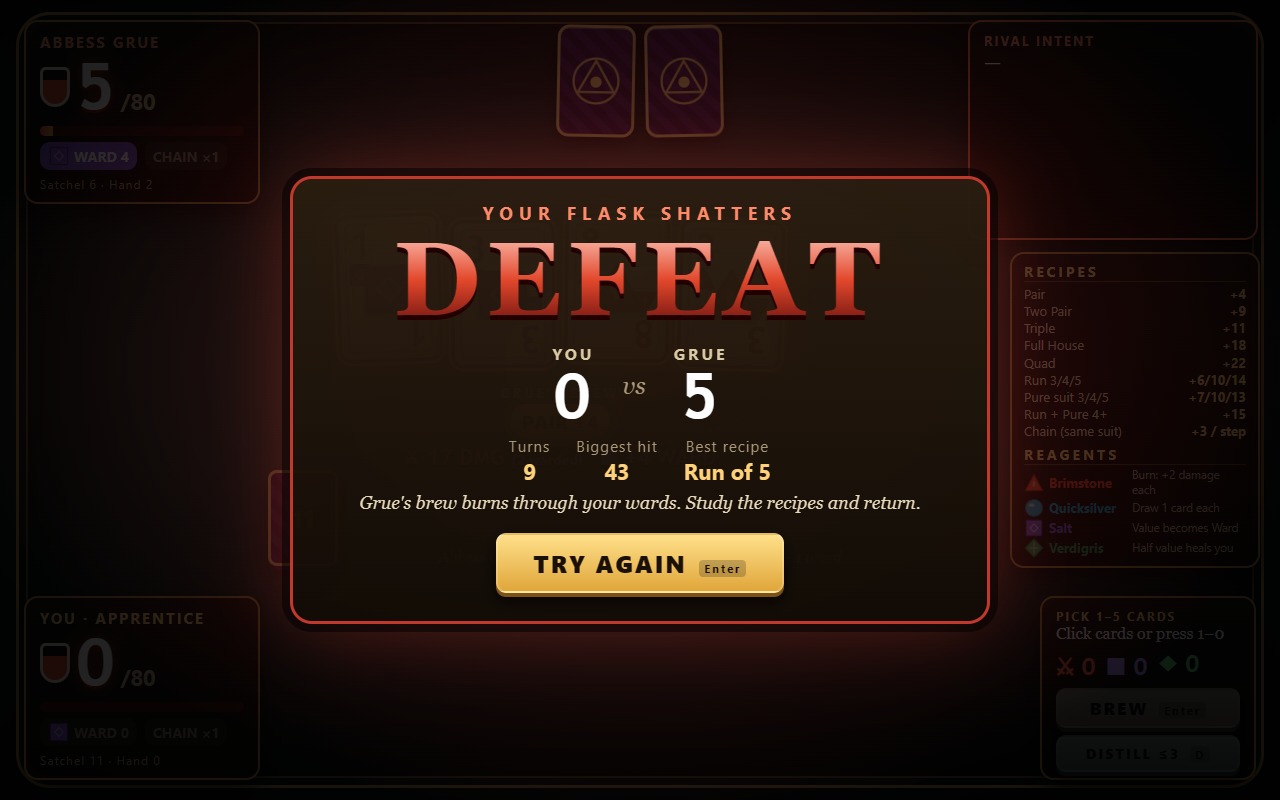 ABBESS GRUE
5 /80
WARD 4 CHAIN ×1
Satchel 6 · Hand 2
RIVAL INTENT
—
YOUR FLASK SHATTERS
DEFEAT
YOU vs GRUE
0 5
Turns Biggest hit Best recipe
9 43 Run of 5
Grue's brew burns through your wards. Study the recipes and return.
TRY AGAIN Enter
RECIPES
Pair +4
Two Pair +9
Triple +11
Full House +18
Quad +22
Run 3/4/5 +6/10/14
Pure suit 3/4/5 +7/10/13
Run + Pure 4+ +15
Chain (same suit) +3 / step
REAGENTS
Brimstone Burn: +2 damage each
Quicksilver Draw 1 card each
Salt Value becomes Ward
Verdigris Half value heals you
YOU · APPRENTICE
0 /80
WARD 0 CHAIN ×1
Satchel 11 · Hand 0
PICK 1–5 CARDS
Click cards or press 1–0
0 0 0
BREW Enter
DISTILL ≤3 D